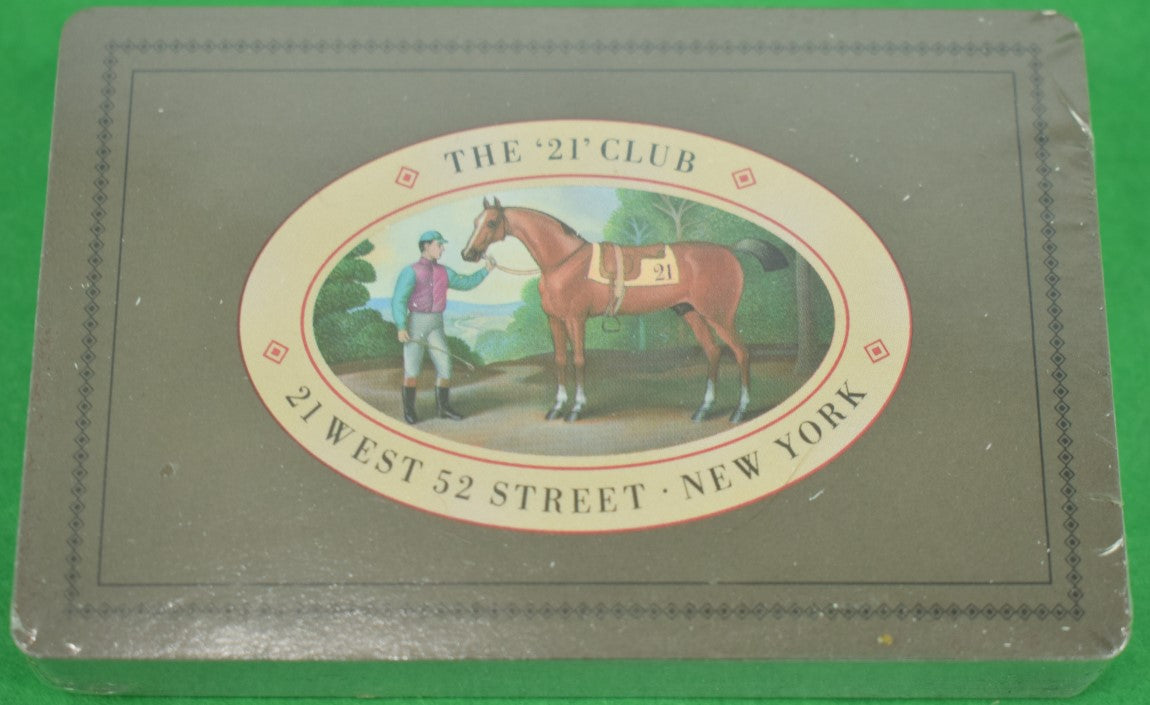 THE ‘21’ CLUB
21
21 WEST 52 STREET · NEW YORK